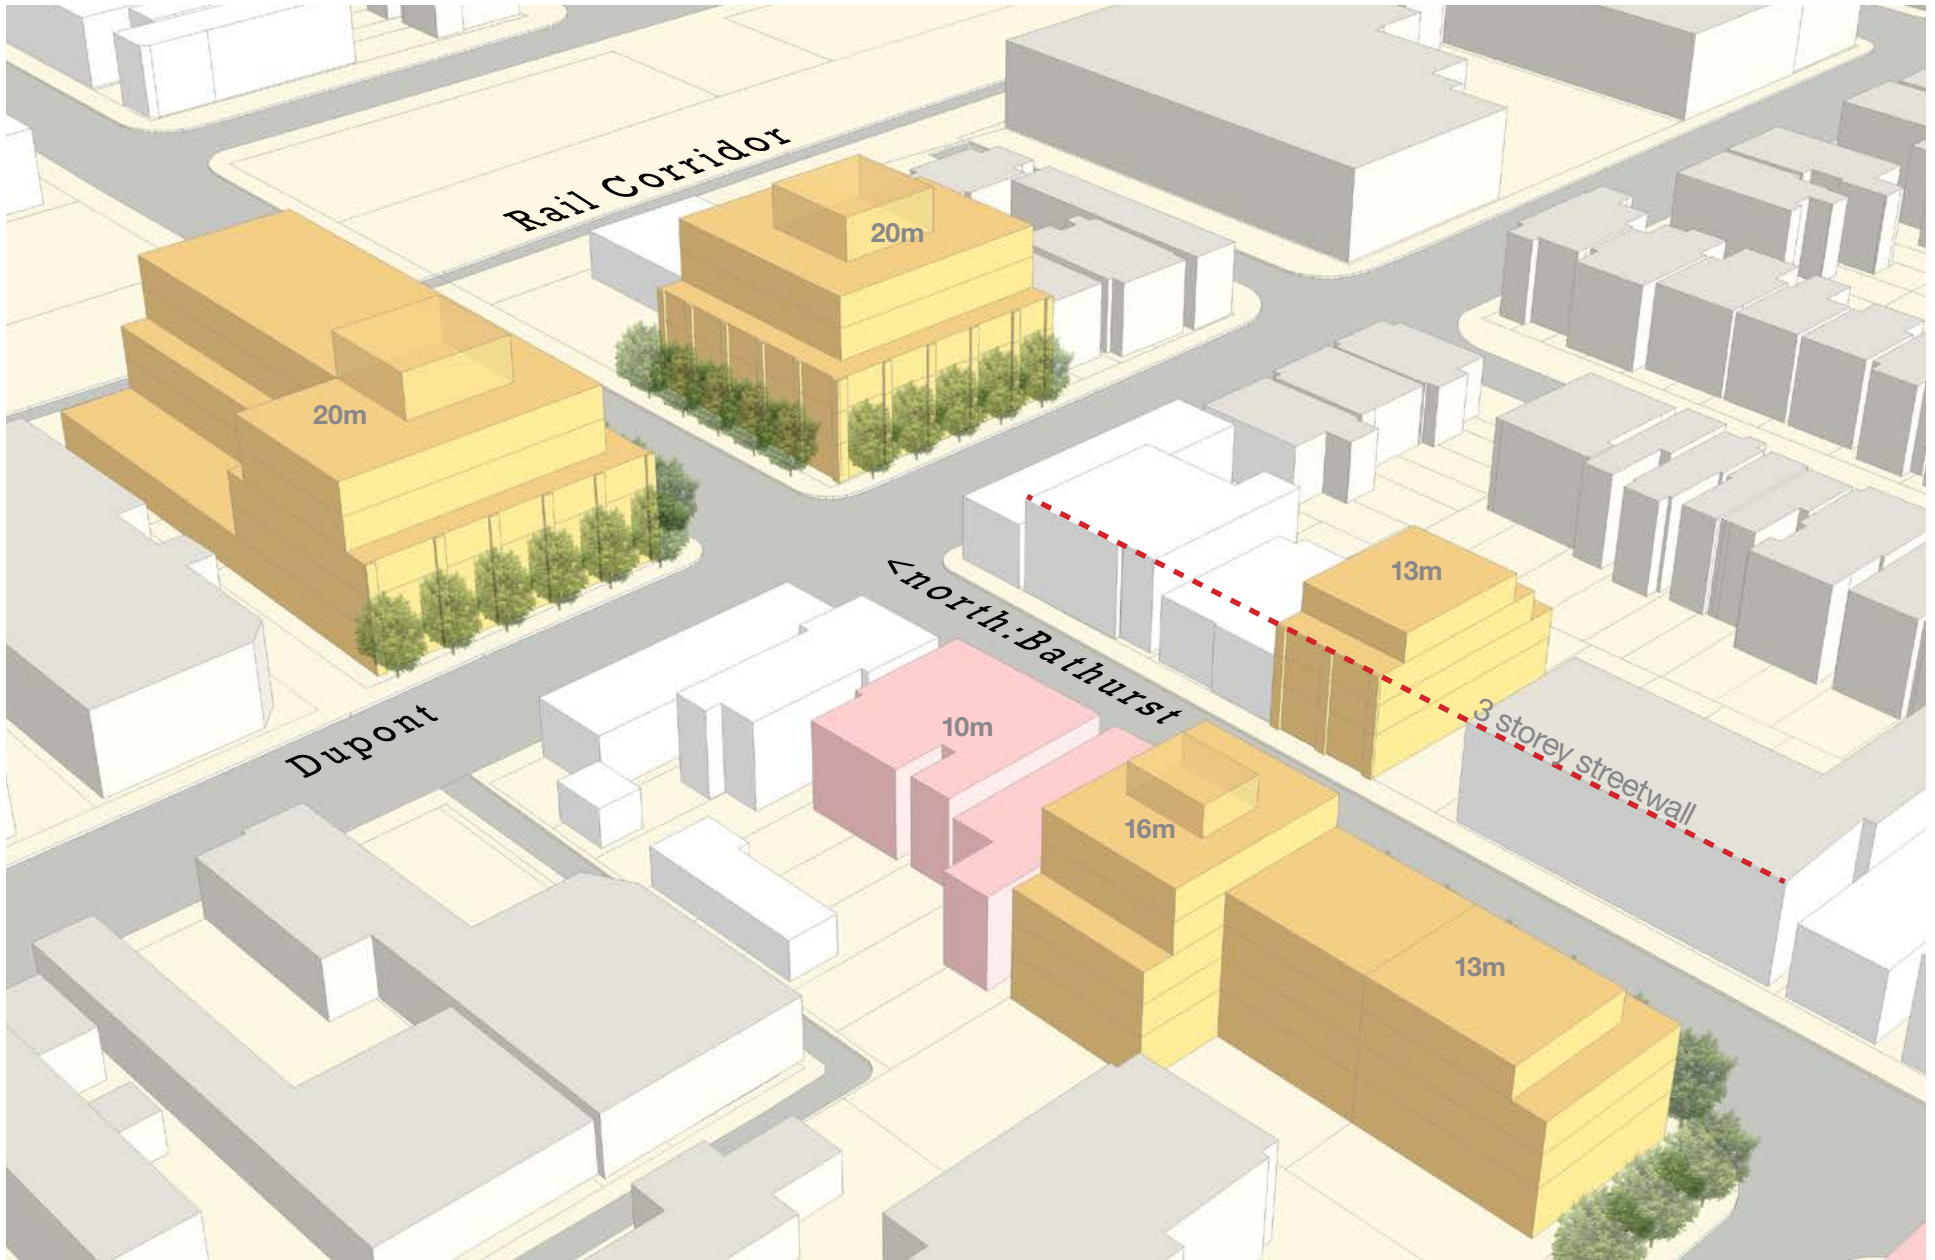 Rail Corridor
20m
20m
<north:Bathurst
13m
Dupont
10m
3 storey streetwall
16m
13m